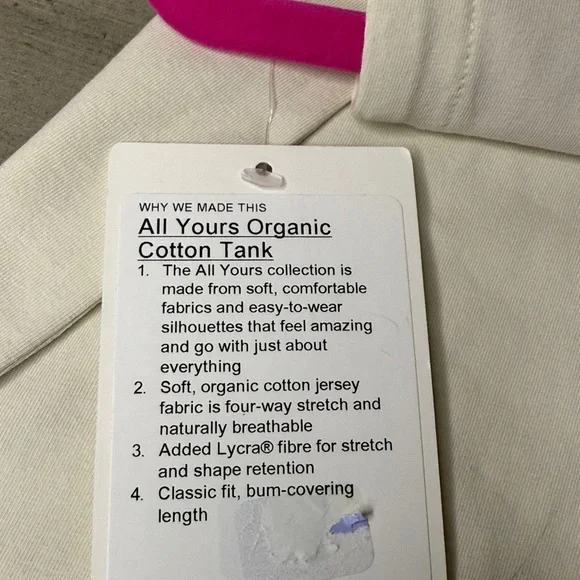 WHY WE MADE THIS
All Yours Organic
Cotton Tank
1. The All Yours collection is
made from soft, comfortable
fabrics and easy-to-wear
silhouettes that feel amazing
and go with just about
everything
2. Soft, organic cotton jersey
fabric is four-way stretch and
naturally breathable
3. Added Lycra® fibre for stretch
and shape retention
4. Classic fit, bum-covering
length